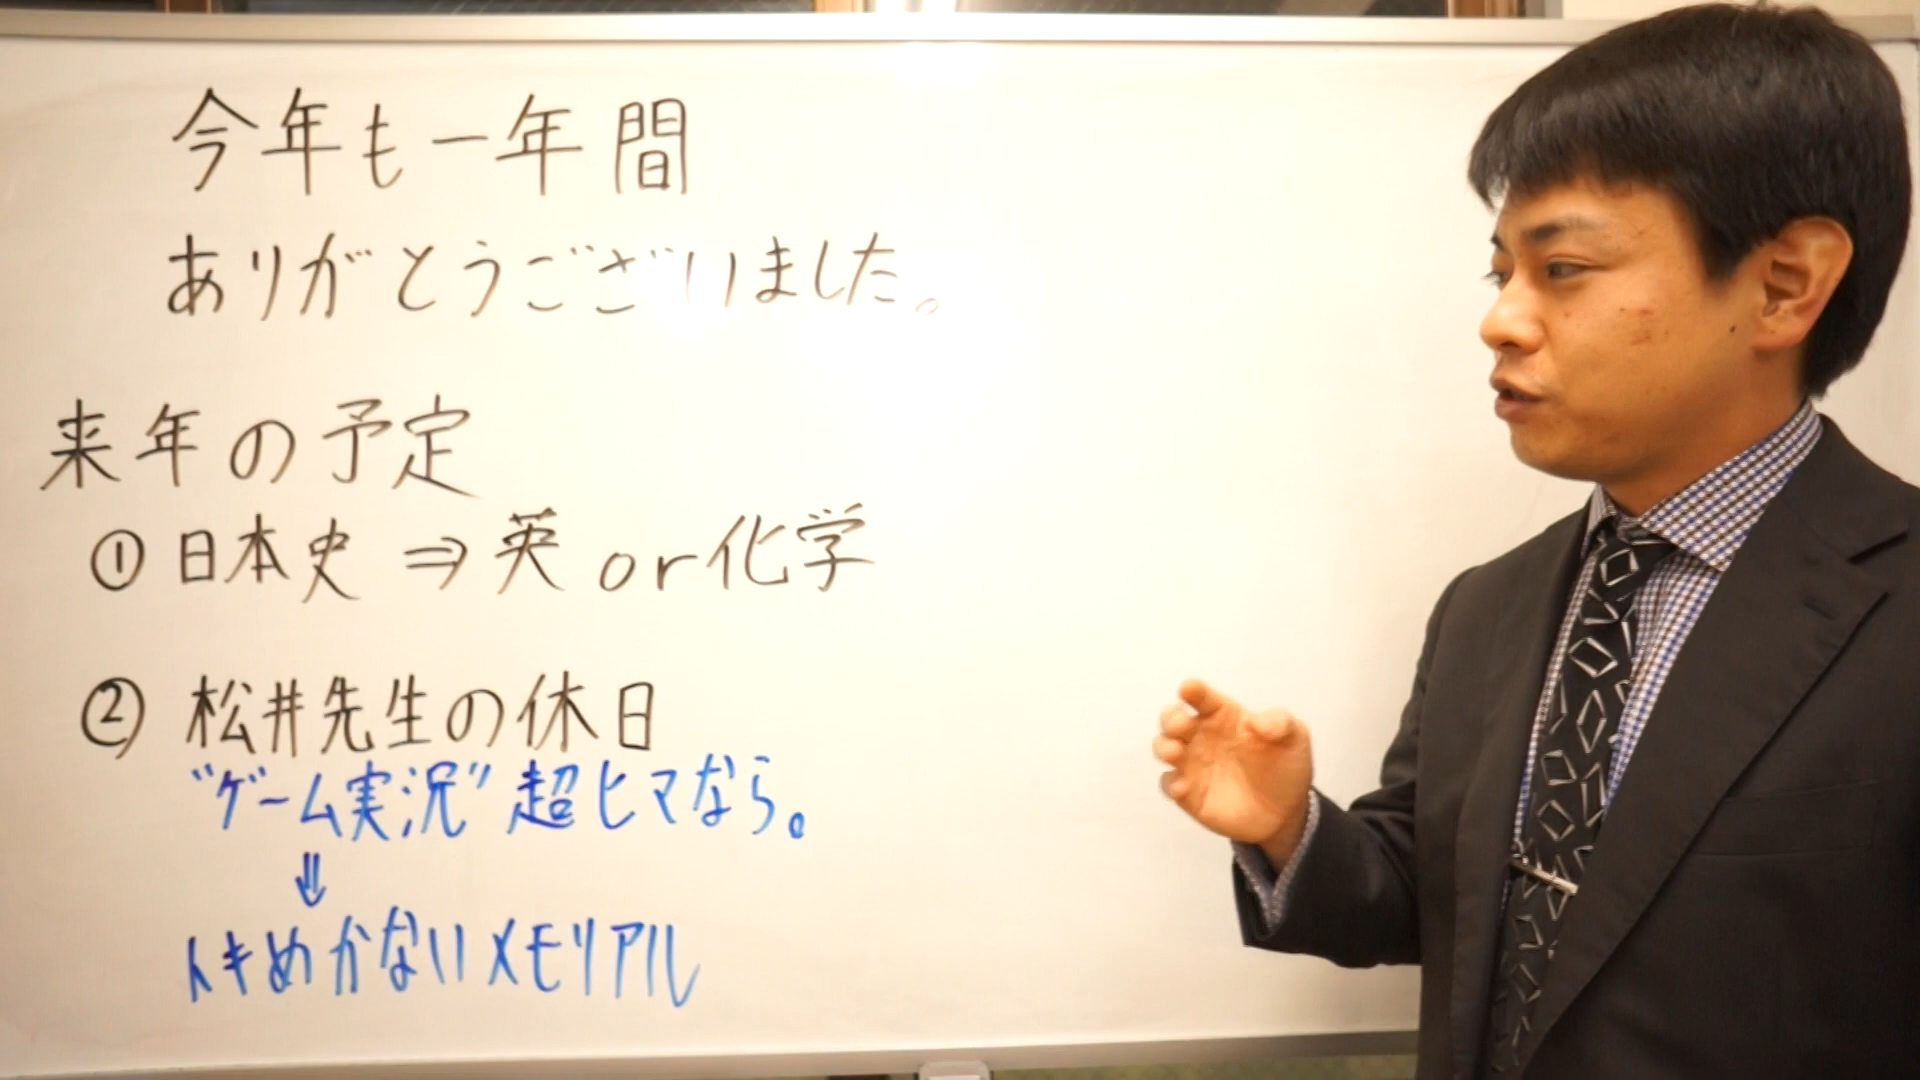 今年も一年間
ありがとうございました。
来年の予定
① 日本史 ⇒ 英 or 化学
② 松井先生の休日
"ゲーム実況" 超ヒマなら。
⇓
トキめかないメモリアル